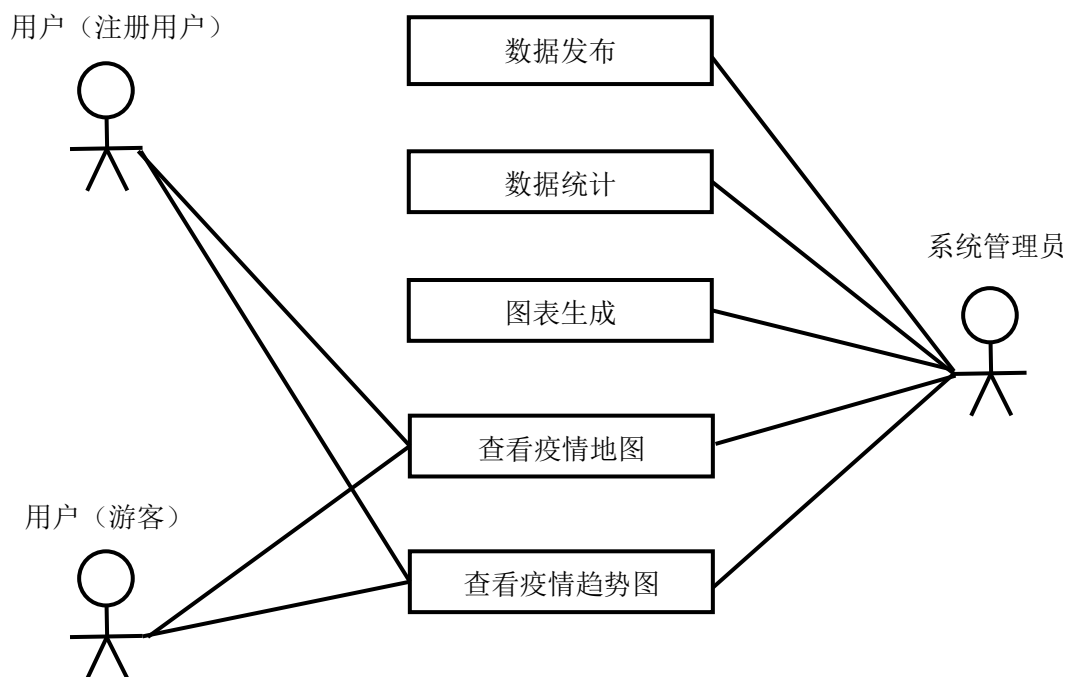 用户（注册用户）
数据发布
数据统计
系统管理员
图表生成
查看疫情地图
用户（游客）
查看疫情趋势图